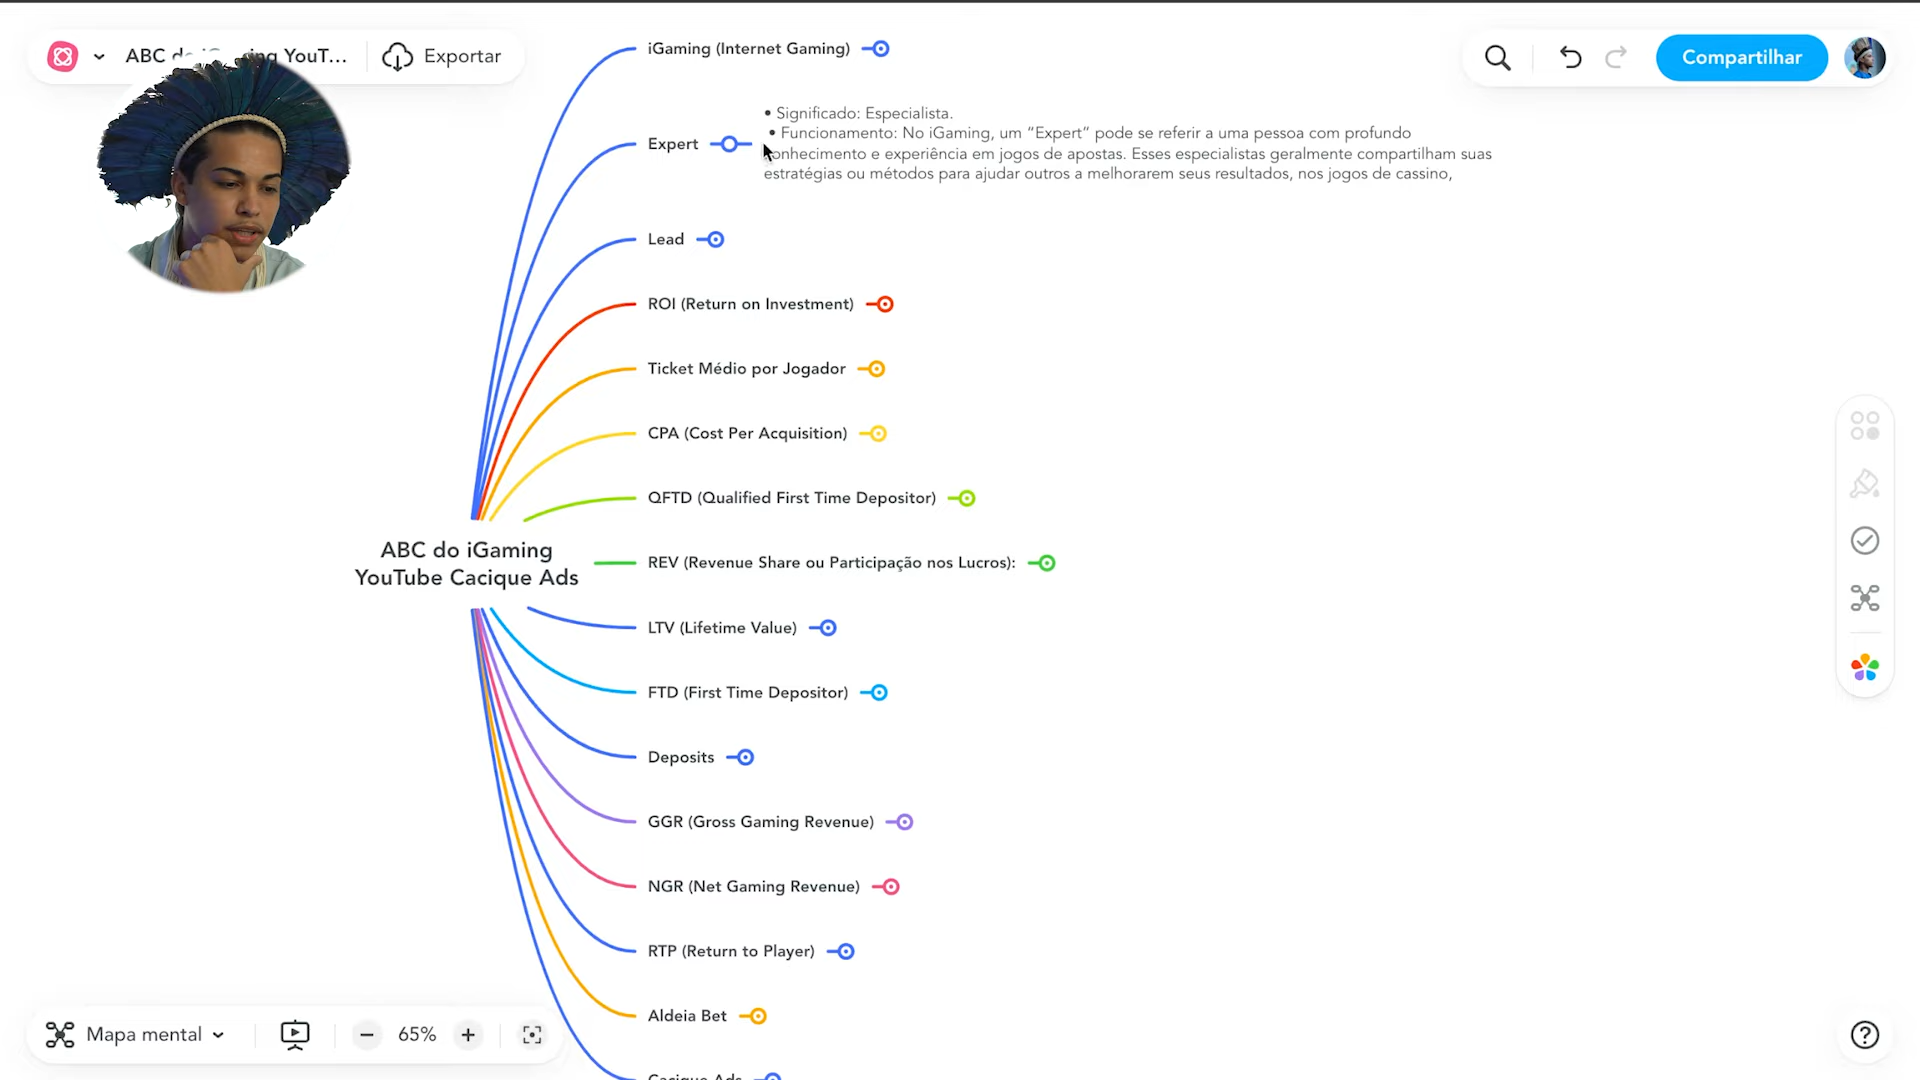 ABC do iGaming YouT...
Exportar
Compartilhar
iGaming (Internet Gaming)
Expert
• Significado: Especialista.
• Funcionamento: No iGaming, um “Expert” pode se referir a uma pessoa com profundo
conhecimento e experiência em jogos de apostas. Esses especialistas geralmente compartilham suas
estratégias ou métodos para ajudar outros a melhorarem seus resultados, nos jogos de cassino,
Lead
ROI (Return on Investment)
Ticket Médio por Jogador
CPA (Cost Per Acquisition)
QFTD (Qualified First Time Depositor)
REV (Revenue Share ou Participação nos Lucros):
ABC do iGaming
YouTube Cacique Ads
LTV (Lifetime Value)
FTD (First Time Depositor)
Deposits
GGR (Gross Gaming Revenue)
NGR (Net Gaming Revenue)
RTP (Return to Player)
Aldeia Bet
Cacique Ads
Mapa mental
65%